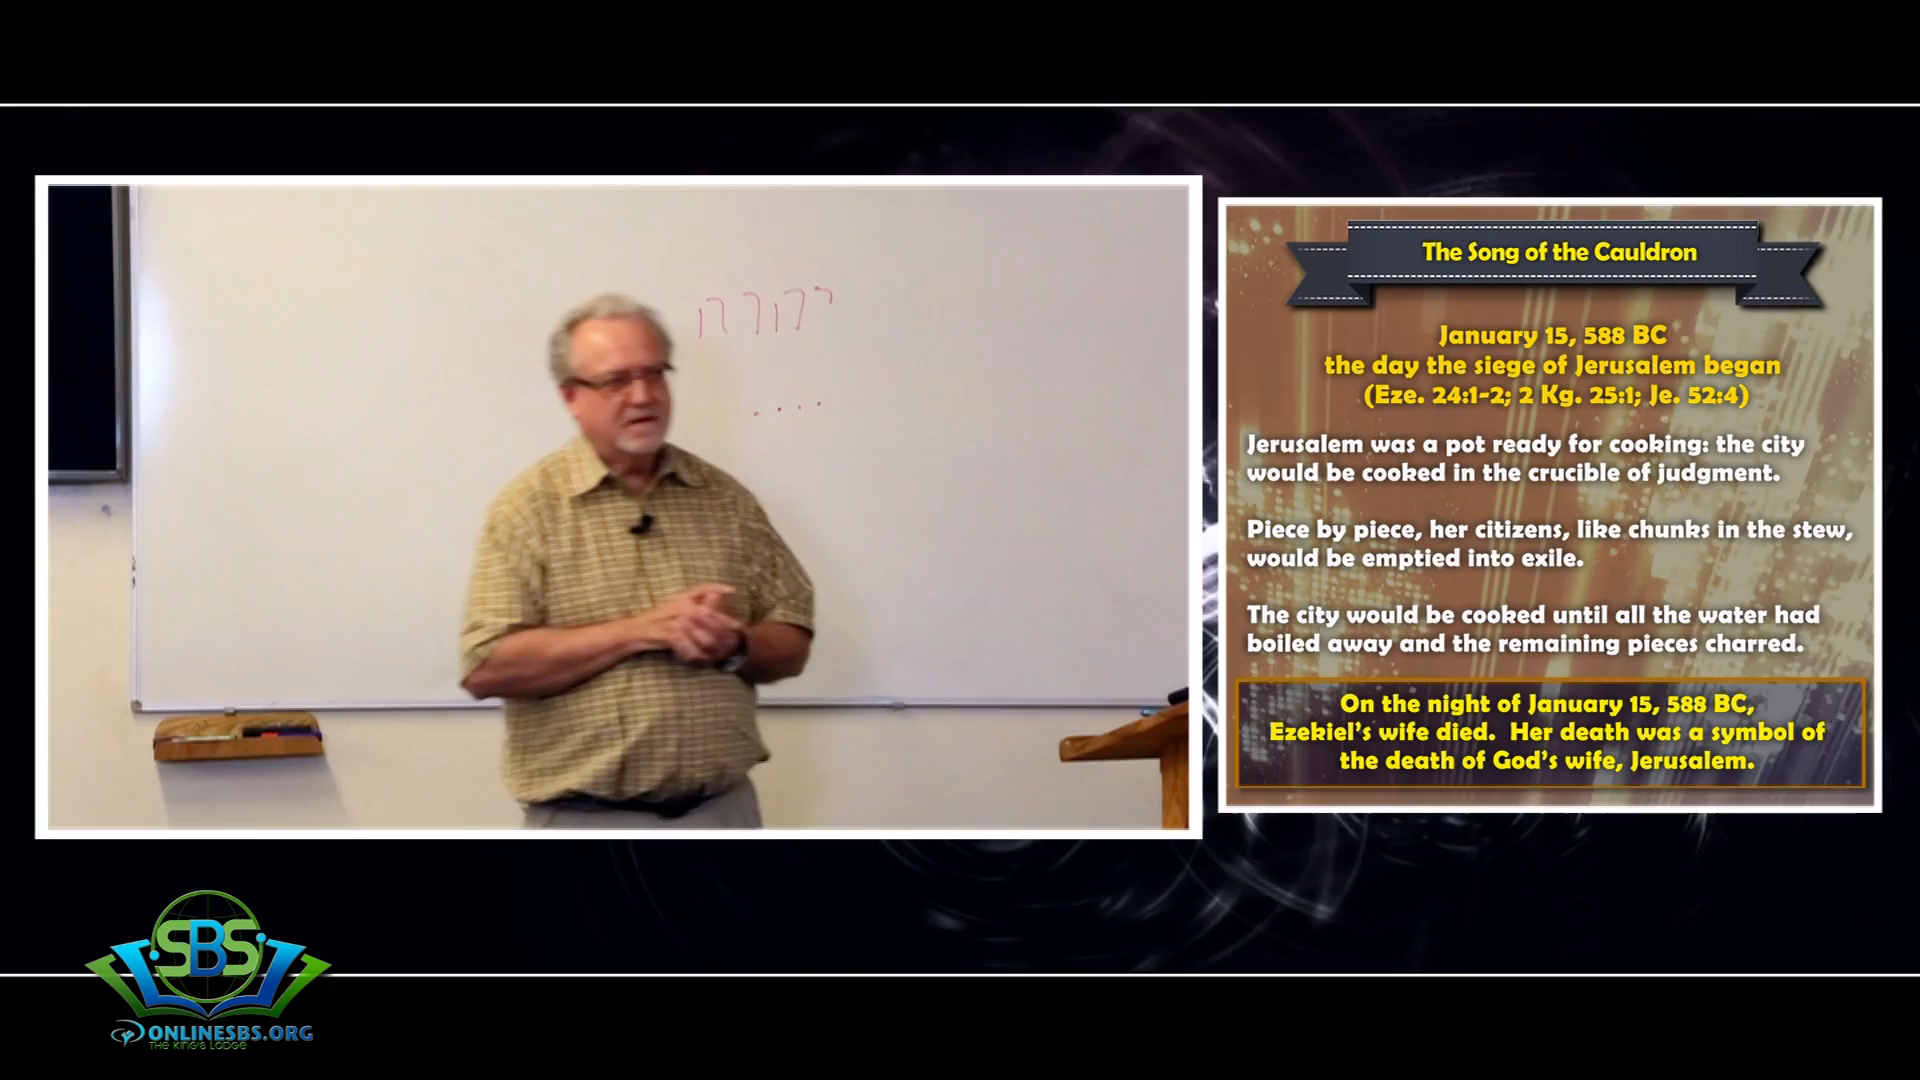 יהוה
. . . .
The Song of the Cauldron
January 15, 588 BC
the day the siege of Jerusalem began
(Eze. 24:1-2; 2 Kg. 25:1; Je. 52:4)
Jerusalem was a pot ready for cooking: the city
would be cooked in the crucible of judgment.
Piece by piece, her citizens, like chunks in the stew,
would be emptied into exile.
The city would be cooked until all the water had
boiled away and the remaining pieces charred.
On the night of January 15, 588 BC,
Ezekiel's wife died.  Her death was a symbol of
the death of God's wife, Jerusalem.
SBS
ONLINESBS.ORG
THE KING'S LODGE